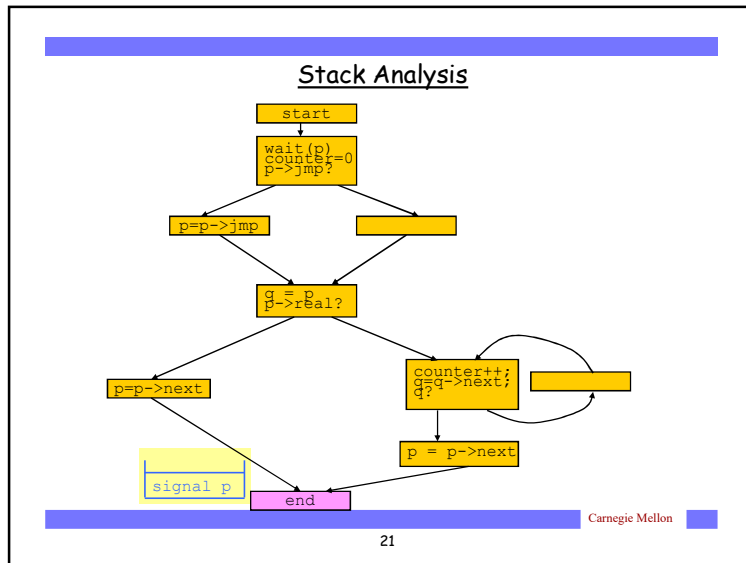 Stack Analysis
start
wait(p)
counter=0
p->jmp?
p=p->jmp
q = p
p->real?
counter++;
q=q->next;
q?
p=p->next
p = p->next
signal p
end
Carnegie Mellon
21